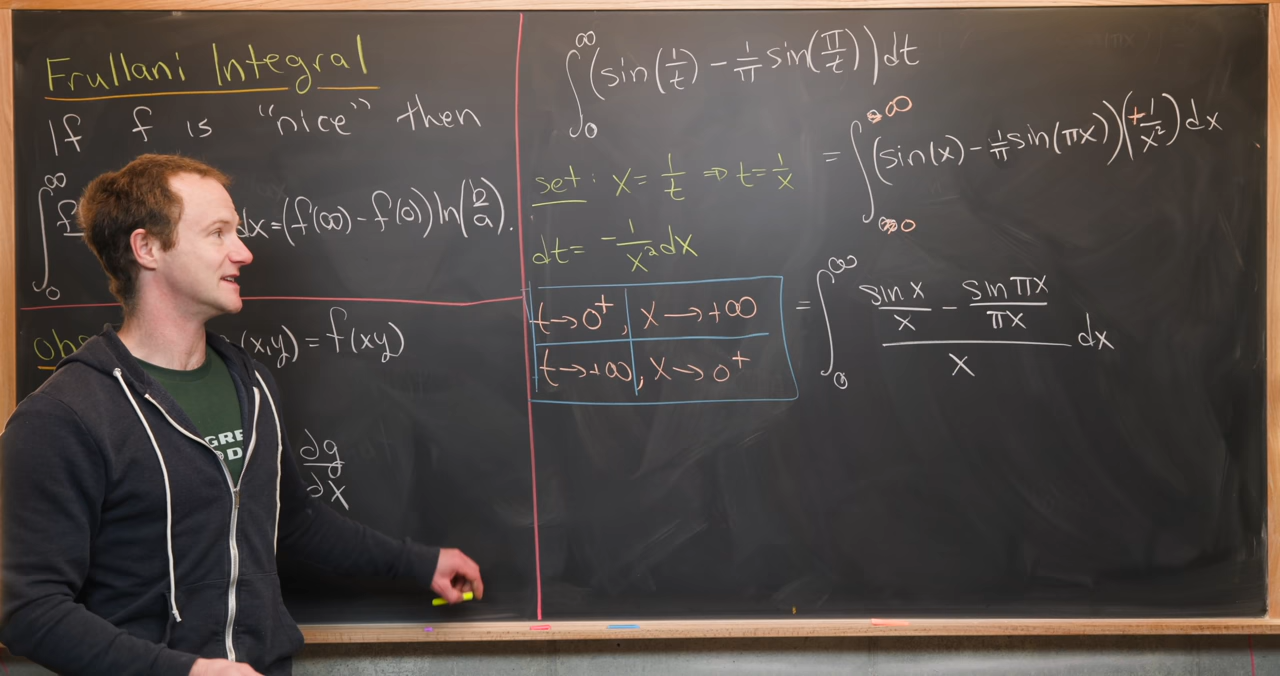 Frullani Integral
If f is "nice" then
∫₀^∞ f dx = (f(∞) - f(0)) ln(b/a).
obs (x,y) = f(xy)
∂g/∂x
∫₀^∞ (sin(1/t) - 1/π sin(π/t)) dt
set: x = 1/t ⇒ t = 1/x
dt = -1/x² dx
t → 0⁺, x → +∞
t → +∞, x → 0⁺
= ∫₀^∞ (sin(x) - 1/π sin(πx)) (+1/x²) dx
= ∫₀^∞ (sin x/x - sin πx/πx)/x dx
GRE
D